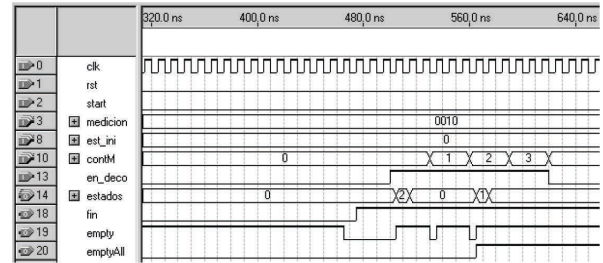 320.0 ns 400.0 ns 480.0 ns 560.0 ns 640.0 ns
0 clk
1 rst
2 start
3 medicion 0010
8 est_ini 0
10 contM 0 1 2 3
13 en_deco
14 estados 0 2 0 1
18 fin
19 empty
20 emptyAll